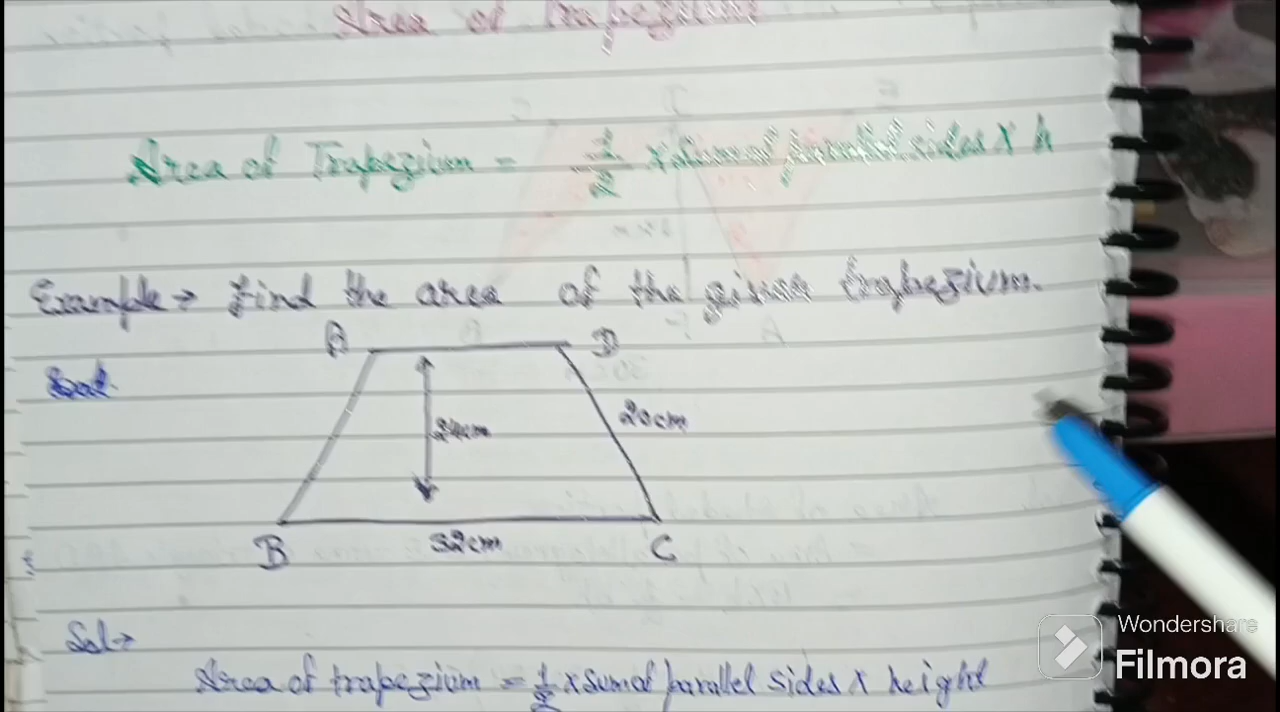 Area of Trapezium
Area of Trapezium = 1/2 x Sum of parallel sides x h
Example → find the area of the given trapezium.
A D
Sol.
24cm 20cm
B 32cm C
Sol →
Area of trapezium = 1/2 x sum of parallel sides x height
Wondershare
Filmora